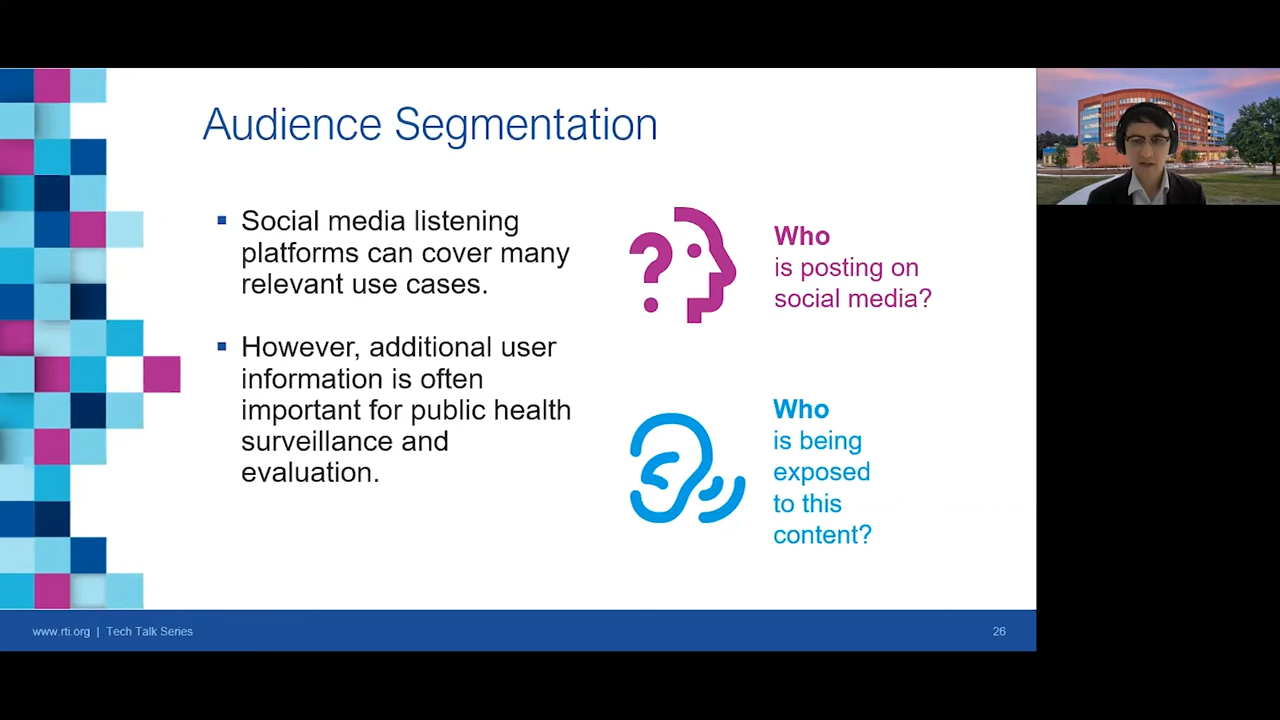 Audience Segmentation
Social media listening
platforms can cover many
relevant use cases.
However, additional user
information is often
important for public health
surveillance and
evaluation.
Who
is posting on
social media?
Who
is being
exposed
to this
content?
www.rti.org | Tech Talk Series
26